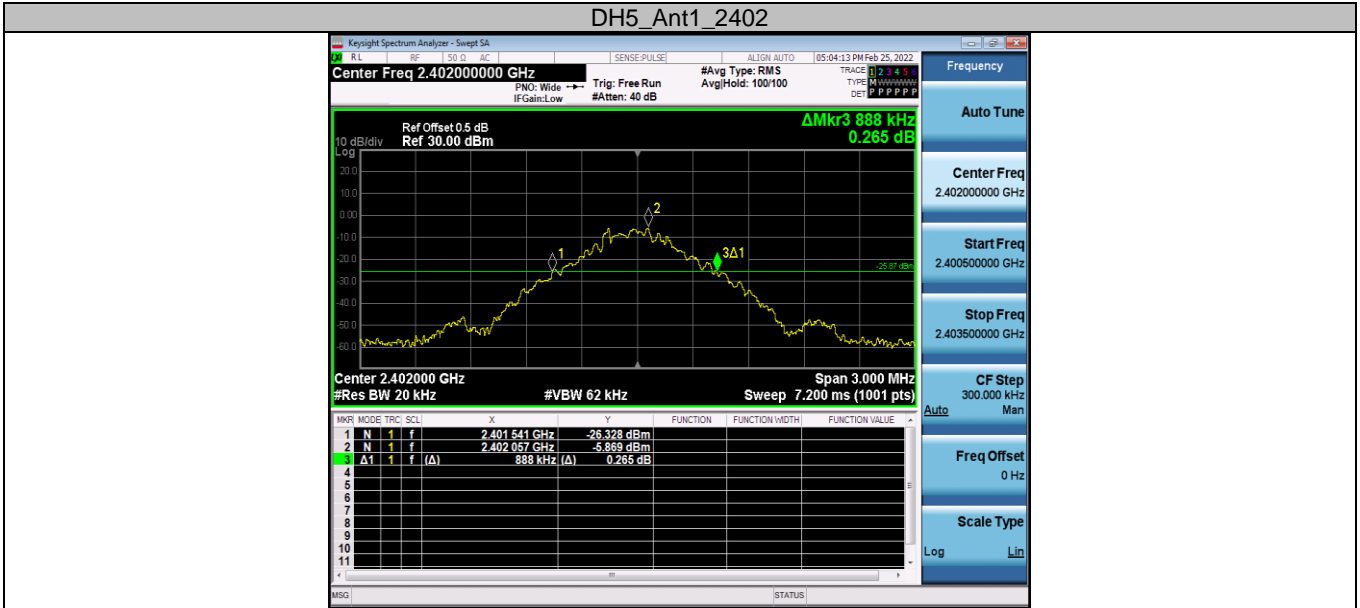 DH5_Ant1_2402
Keysight Spectrum Analyzer - Swept SA
RL RF 50 Ω AC SENSE:PULSE ALIGN AUTO 05:04:13 PM Feb 25, 2022
Center Freq 2.402000000 GHz
PNO: Wide
IFGain:Low
Trig: Free Run
#Atten: 40 dB
#Avg Type: RMS
Avg|Hold: 100/100
TRACE 1 2 3 4 5 6
TYPE M WWWWW
DET P P P P P P
ΔMkr3 888 kHz
0.265 dB
Ref Offset 0.5 dB
10 dB/div Ref 30.00 dBm
Log
20.0
10.0
0.00
-10.0
-20.0
-30.0
-40.0
-50.0
-60.0
1
2
3Δ1
-25.87 dBm
Center 2.402000 GHz Span 3.000 MHz
#Res BW 20 kHz #VBW 62 kHz Sweep 7.200 ms (1001 pts)
MKR MODE TRC SCL X Y FUNCTION FUNCTION WIDTH FUNCTION VALUE
1 N 1 f 2.401 541 GHz -26.328 dBm
2 N 1 f 2.402 057 GHz -5.869 dBm
3 Δ1 1 f (Δ) 888 kHz (Δ) 0.265 dB
4
5
6
7
8
9
10
11
MSG STATUS
Frequency
Auto Tune
Center Freq
2.402000000 GHz
Start Freq
2.400500000 GHz
Stop Freq
2.403500000 GHz
CF Step
300.000 kHz
Auto Man
Freq Offset
0 Hz
Scale Type
Log Lin